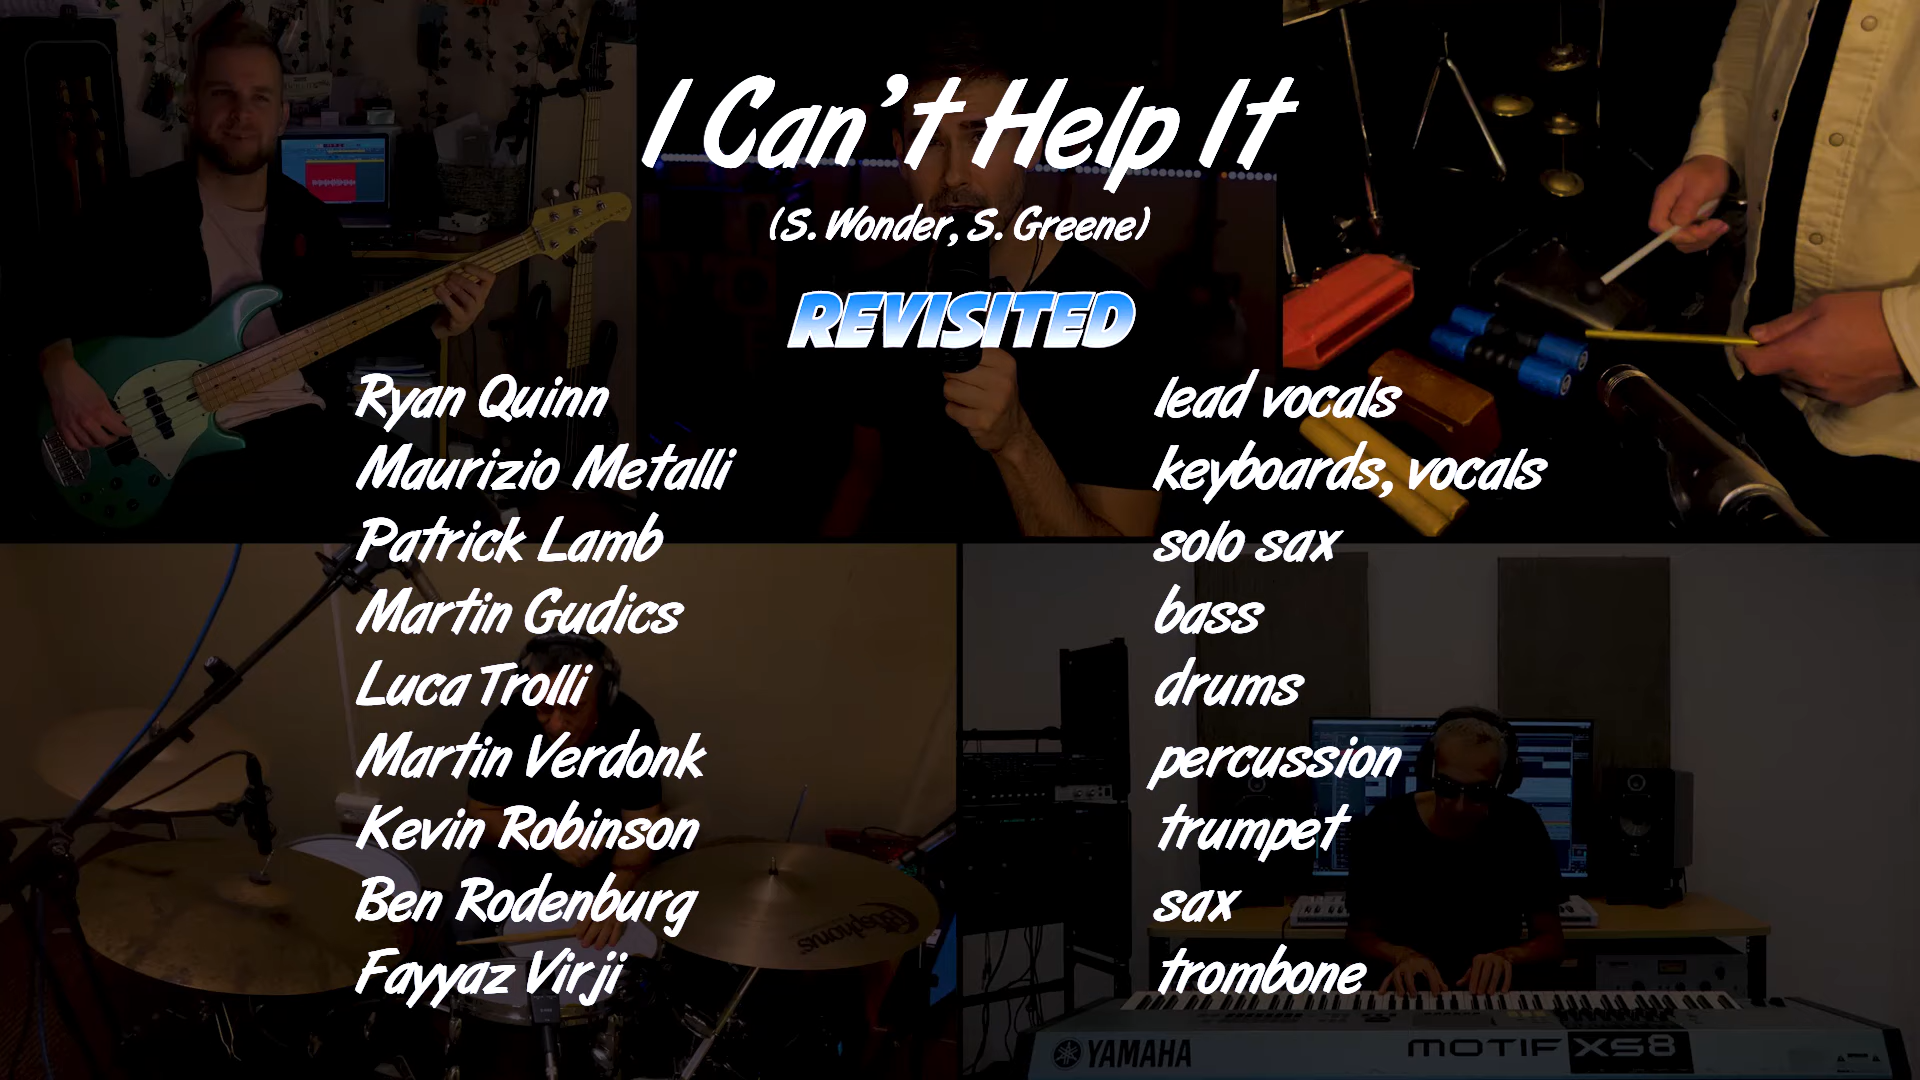 I Can't Help It
(S. Wonder, S. Greene)
REVISITED
Ryan Quinn lead vocals
Maurizio Metalli keyboards, vocals
Patrick Lamb solo sax
Martin Gudics bass
Luca Trolli drums
Martin Verdonk percussion
Kevin Robinson trumpet
Ben Rodenburg sax
Fayyaz Virji trombone
YAMAHA MOTIF XS8